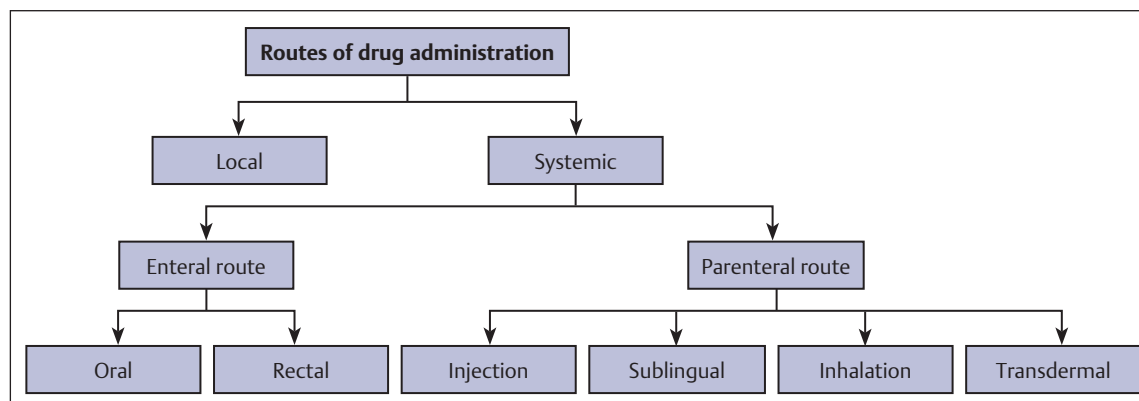 Routes of drug administration
Local
Systemic
Enteral route
Parenteral route
Oral
Rectal
Injection
Sublingual
Inhalation
Transdermal